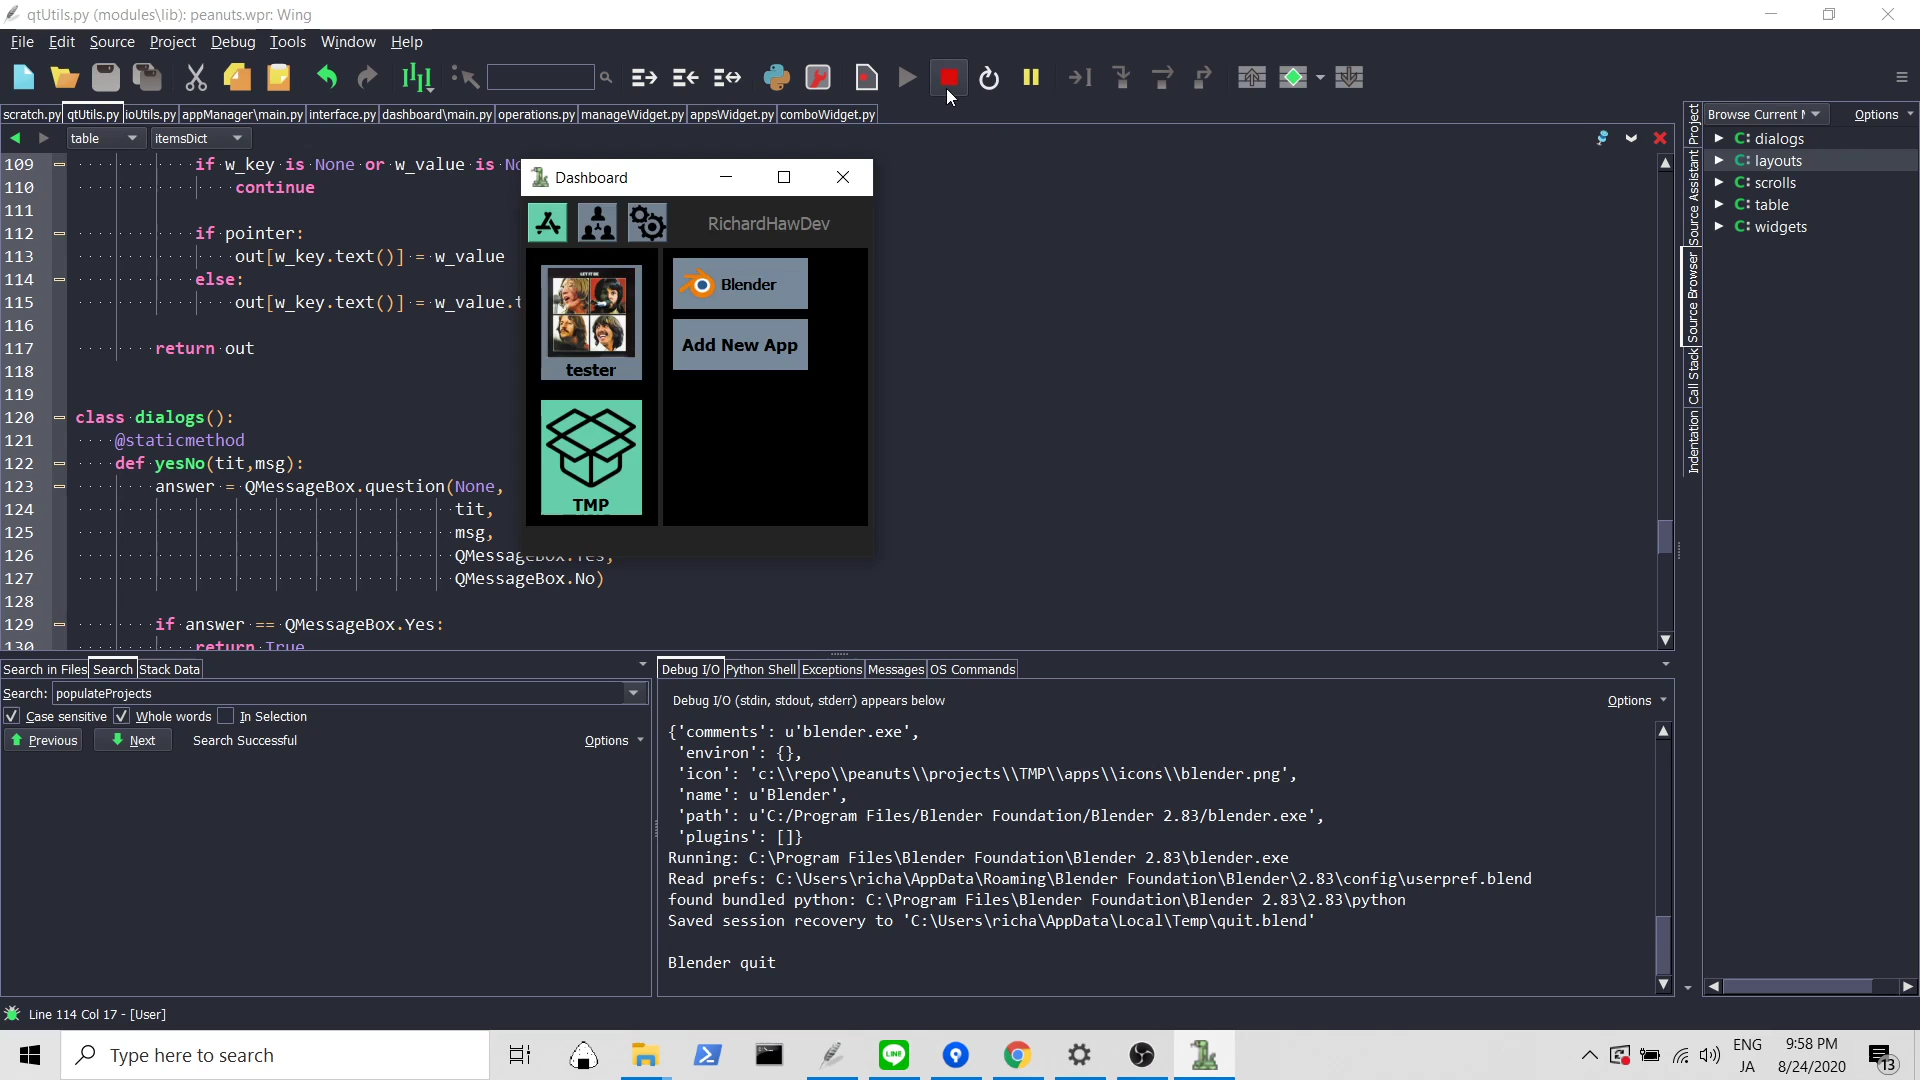 qtUtils.py (modules\lib): peanuts.wpr: Wing
File Edit Source Project Debug Tools Window Help
scratch.py qtUtils.py ioUtils.py appManager\main.py interface.py dashboard\main.py operations.py manageWidget.py appsWidget.py comboWidget.py
table itemsDict
109 if w_key is None or w_value is
110 continue
111
112 if pointer:
113 out[w_key.text()] = w_value
114 else:
115 out[w_key.text()] = w_value.
116
117 return out
118
119
120 class dialogs():
121 @staticmethod
122 def yesNo(tit,msg):
123 answer = QMessageBox.question(None,
124 tit,
125 msg,
126 QMessageBox.Yes,
127 QMessageBox.No)
128
129 if answer == QMessageBox.Yes:
130 return True
Dashboard
RichardHawDev
LET IT BE
tester
TMP
Blender
Add New App
Project
Source Assistant
Source Browser
Call Stack
Indentation
Browse Current Options
C: dialogs
C: layouts
C: scrolls
C: table
C: widgets
Search in Files Search Stack Data
Search: populateProjects
Case sensitive Whole words In Selection
Previous Next Search Successful Options
Debug I/O Python Shell Exceptions Messages OS Commands
Debug I/O (stdin, stdout, stderr) appears below Options
{'comments': u'blender.exe',
'environ': {},
'icon': 'c:\\repo\\peanuts\\projects\\TMP\\apps\\icons\\blender.png',
'name': u'Blender',
'path': u'C:/Program Files/Blender Foundation/Blender 2.83/blender.exe',
'plugins': []}
Running: C:\Program Files\Blender Foundation\Blender 2.83\blender.exe
Read prefs: C:\Users\richa\AppData\Roaming\Blender Foundation\Blender\2.83\config\userpref.blend
found bundled python: C:\Program Files\Blender Foundation\Blender 2.83\2.83\python
Saved session recovery to 'C:\Users\richa\AppData\Local\Temp\quit.blend'
Blender quit
Line 114 Col 17 - [User]
Type here to search
LINE
ENG
JA
9:58 PM
8/24/2020
13